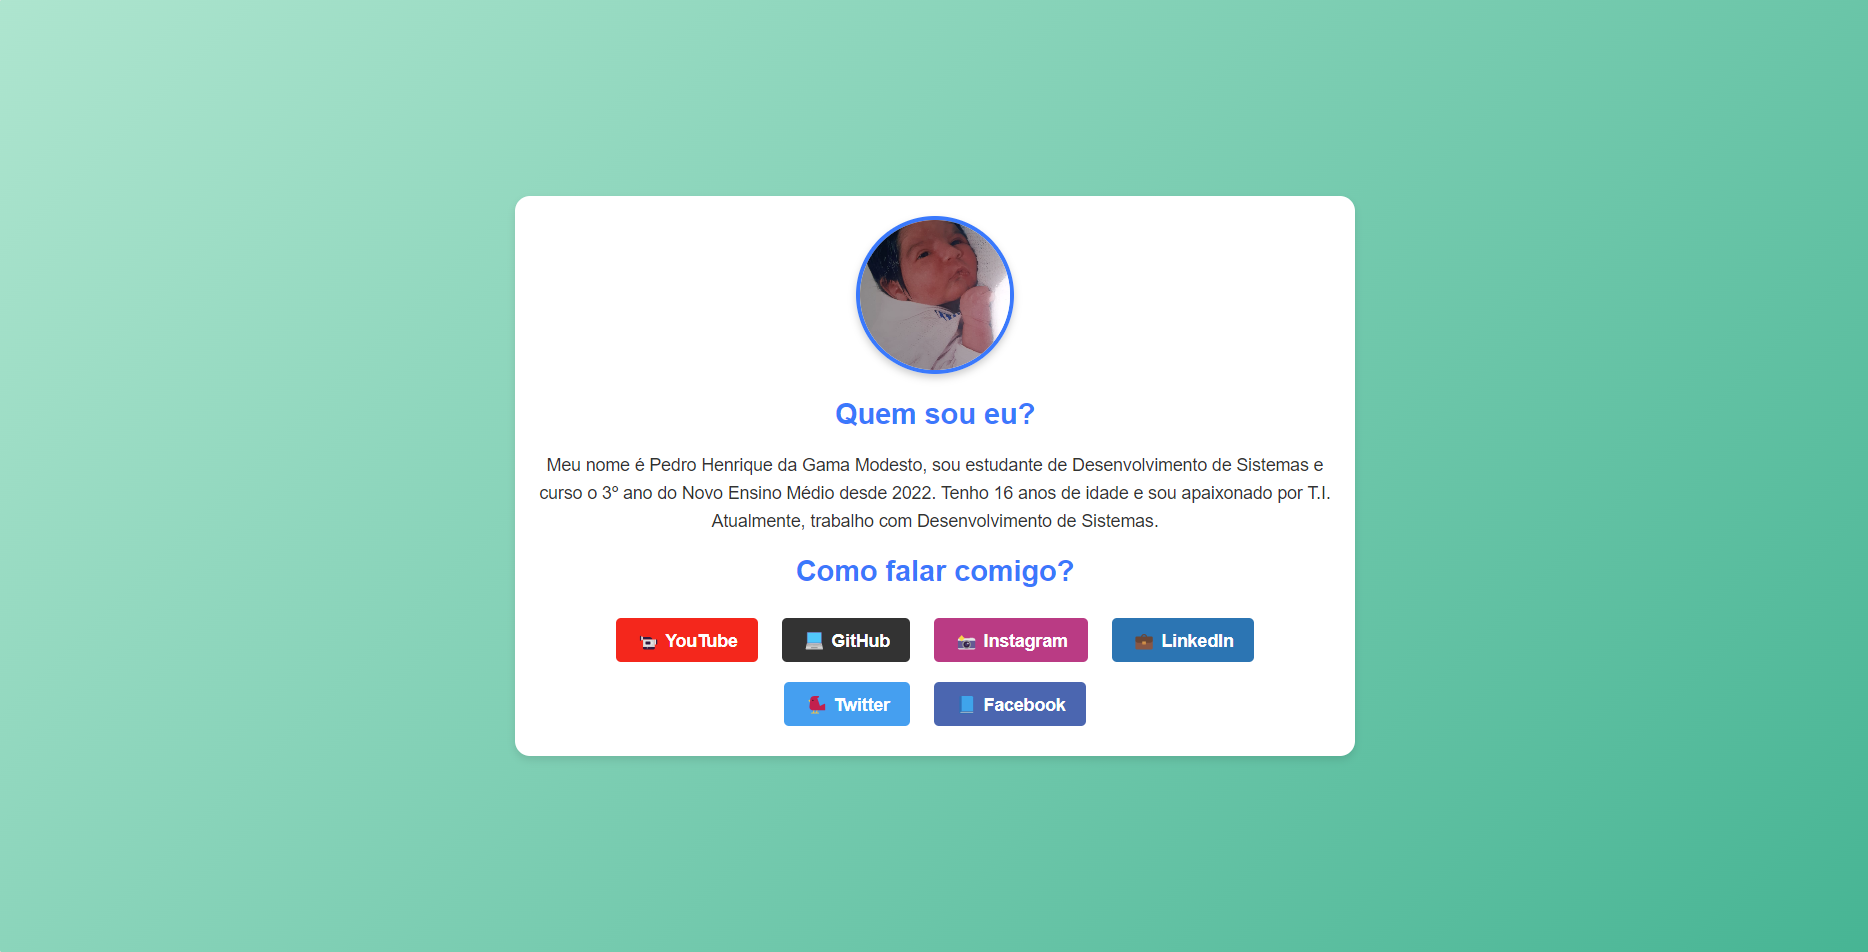 Quem sou eu?
Meu nome é Pedro Henrique da Gama Modesto, sou estudante de Desenvolvimento de Sistemas e
curso o 3º ano do Novo Ensino Médio desde 2022. Tenho 16 anos de idade e sou apaixonado por T.I.
Atualmente, trabalho com Desenvolvimento de Sistemas.
Como falar comigo?
YouTube GitHub Instagram LinkedIn
Twitter Facebook